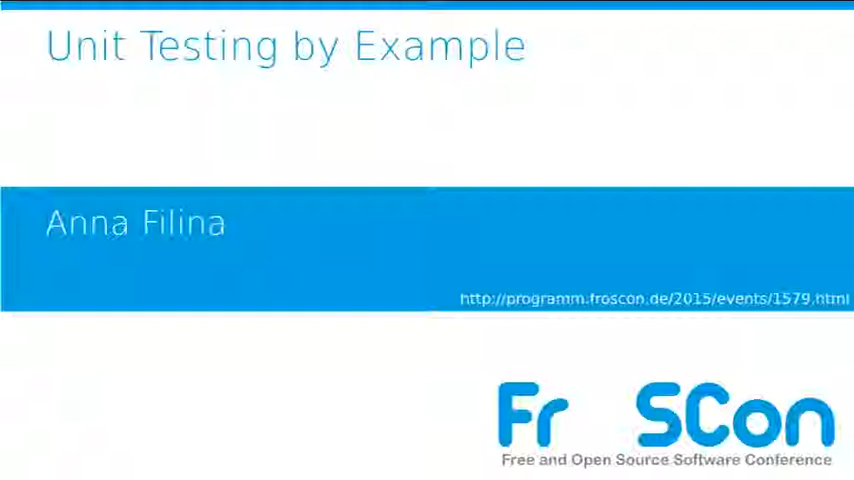 Unit Testing by Example
Anna Filina
http://programm.froscon.de/2015/events/1579.html
Fr SCon
Free and Open Source Software Conference